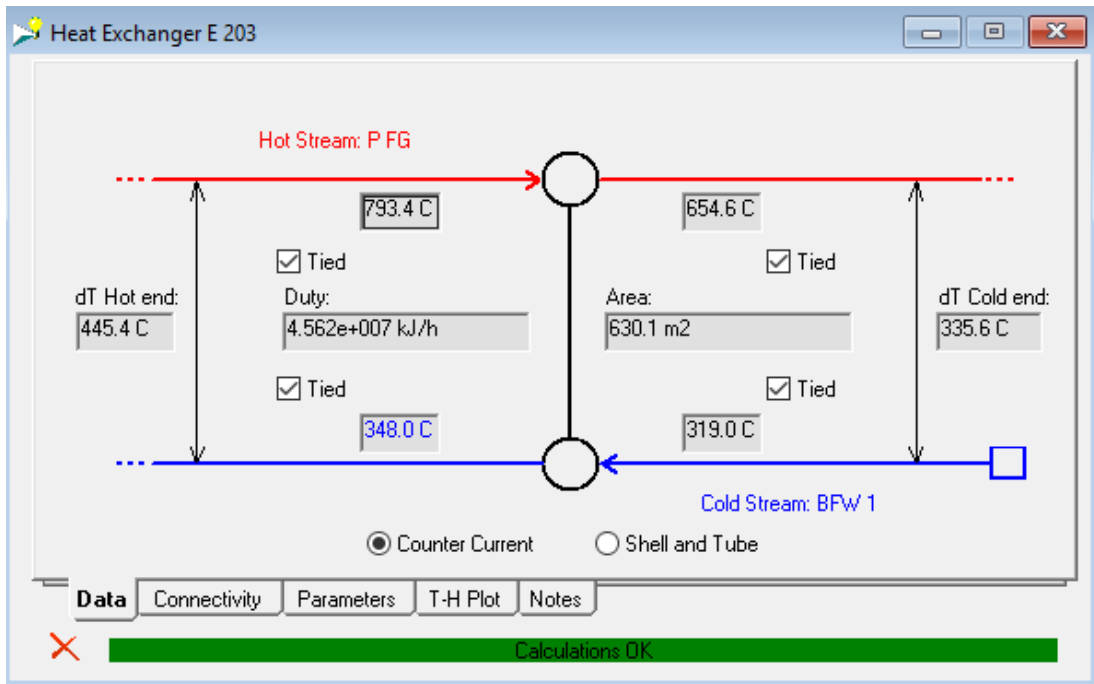 Heat Exchanger E 203
Hot Stream: P FG
793.4 C
654.6 C
Tied
Tied
dT Hot end:
Duty:
Area:
dT Cold end:
445.4 C
4.562e+007 kJ/h
630.1 m2
335.6 C
Tied
Tied
348.0 C
319.0 C
Cold Stream: BFW 1
Counter Current
Shell and Tube
Data
Connectivity
Parameters
T-H Plot
Notes
Calculations OK